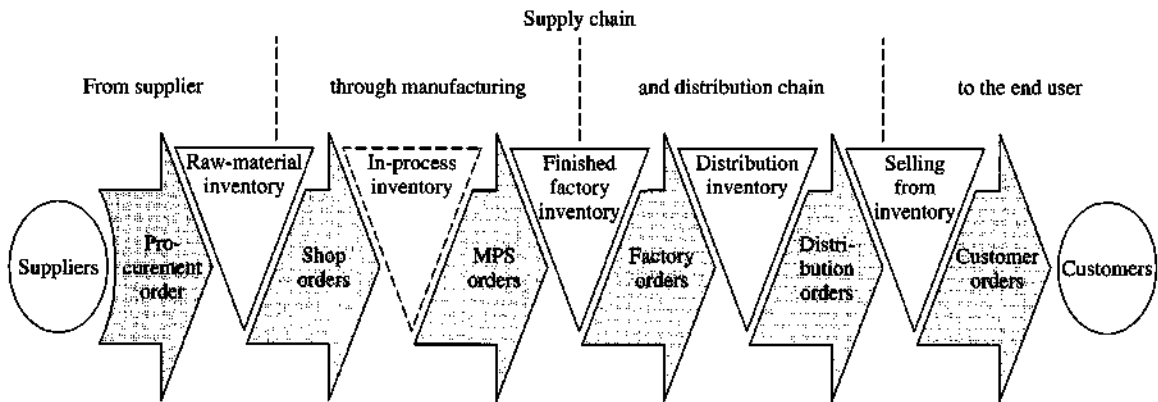 Supply chain
From supplier
through manufacturing
and distribution chain
to the end user
Suppliers
Pro-
curement
order
Raw-material
inventory
Shop
orders
In-process
inventory
MPS
orders
Finished
factory
inventory
Factory
orders
Distribution
inventory
Distri-
bution
orders
Selling
from
inventory
Customer
orders
Customers